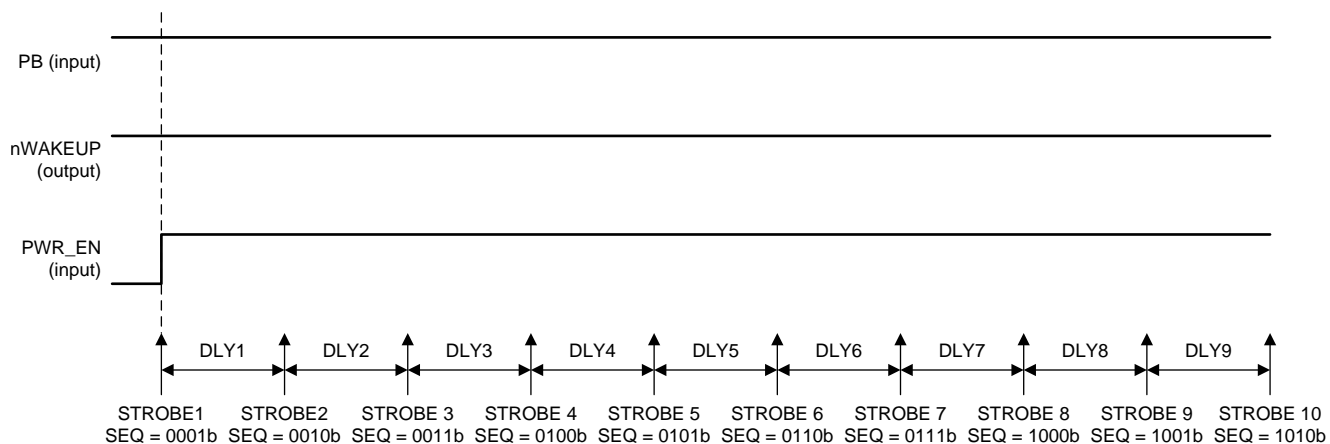 PB (input)
nWAKEUP
(output)
PWR_EN
(input)
DLY1
DLY2
DLY3
DLY4
DLY5
DLY6
DLY7
DLY8
DLY9
STROBE1
SEQ = 0001b
STROBE2
SEQ = 0010b
STROBE 3
SEQ = 0011b
STROBE 4
SEQ = 0100b
STROBE 5
SEQ = 0101b
STROBE 6
SEQ = 0110b
STROBE 7
SEQ = 0111b
STROBE 8
SEQ = 1000b
STROBE 9
SEQ = 1001b
STROBE 10
SEQ = 1010b